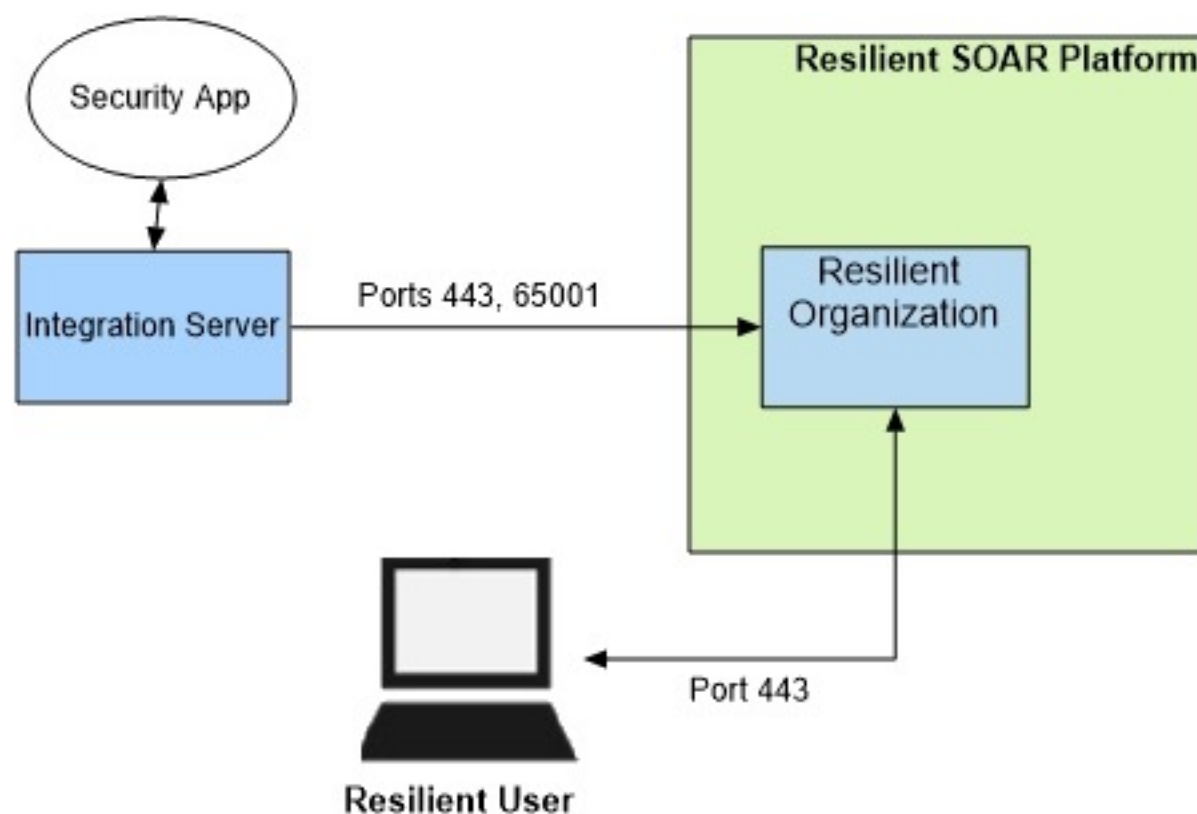 Resilient SOAR Platform
Security App
Integration Server
Ports 443, 65001
Resilient
Organization
Port 443
Resilient User